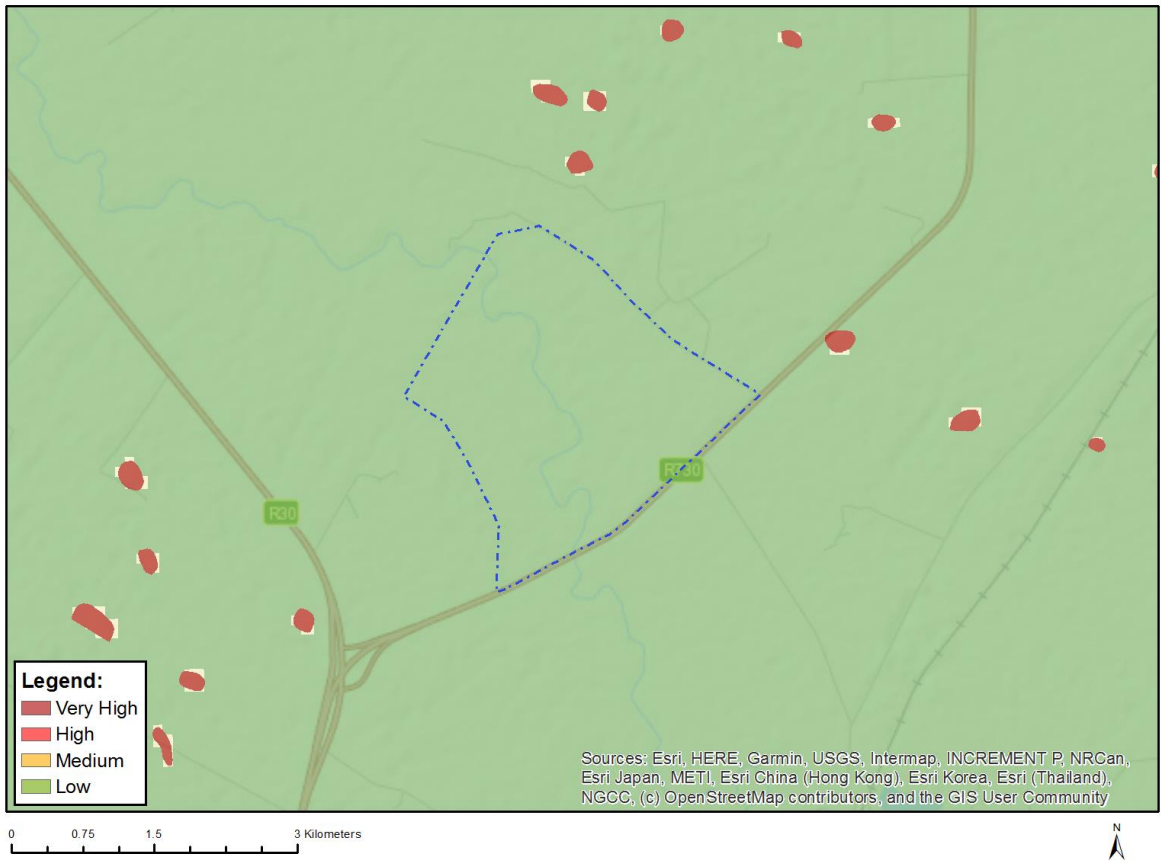 R30
Legend:
Very High
High
Medium
Low
Sources: Esri, HERE, Garmin, USGS, Intermap, INCREMENT P, NRCan,
Esri Japan, METI, Esri China (Hong Kong), Esri Korea, Esri (Thailand),
NGCC, (c) OpenStreetMap contributors, and the GIS User Community
0 0.75 1.5 3 Kilometers
N